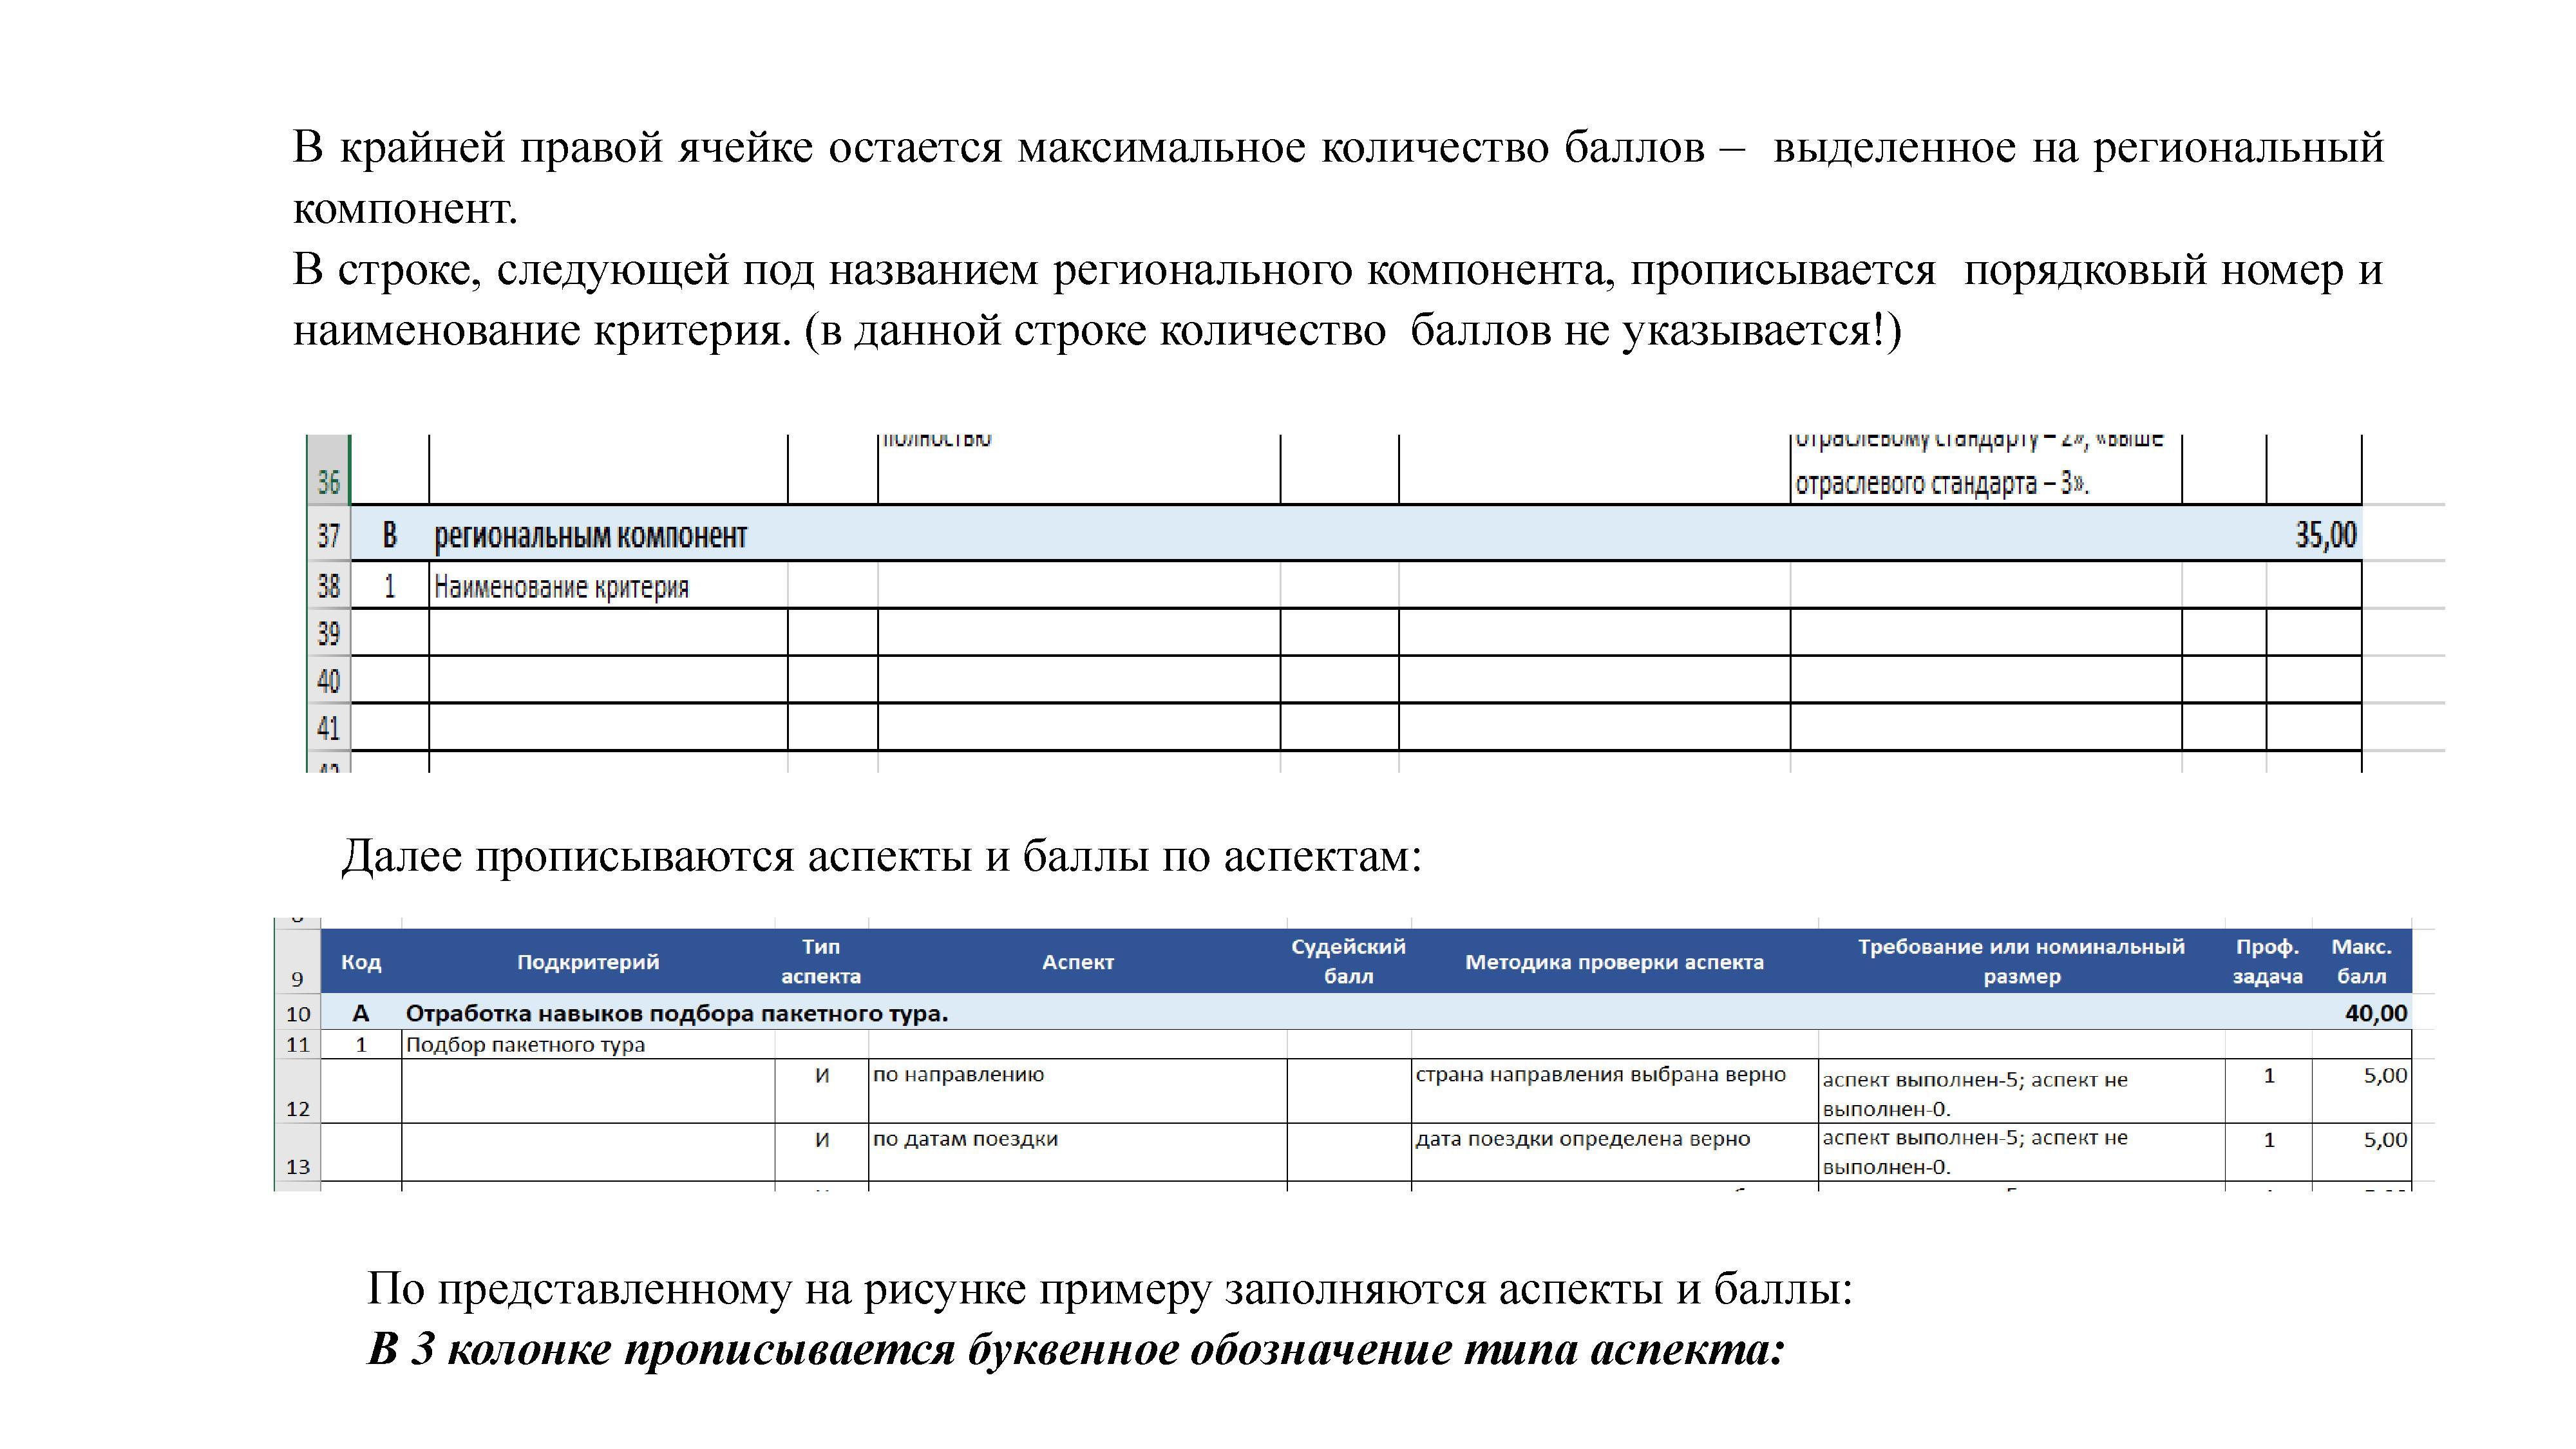 В крайней правой ячейке остается максимальное количество баллов – выделенное на региональный
компонент.
В строке, следующей под названием регионального компонента, прописывается порядковый номер и
наименование критерия. (в данной строке количество баллов не указывается!)
полностью
отраслевому стандарту – 2», «выше
36 отраслевого стандарта – 3».
37 В региональным компонент 35,00
38 1 Наименование критерия
39
40
41
Далее прописываются аспекты и баллы по аспектам:
9 Код Подкритерий Тип аспекта Аспект Судейский балл Методика проверки аспекта Требование или номинальный размер Проф. задача Макс. балл
10 А Отработка навыков подбора пакетного тура. 40,00
11 1 Подбор пакетного тура
12 И по направлению страна направления выбрана верно аспект выполнен-5; аспект не выполнен-0. 1 5,00
13 И по датам поездки дата поездки определена верно аспект выполнен-5; аспект не выполнен-0. 1 5,00
По представленному на рисунке примеру заполняются аспекты и баллы:
В 3 колонке прописывается буквенное обозначение типа аспекта: